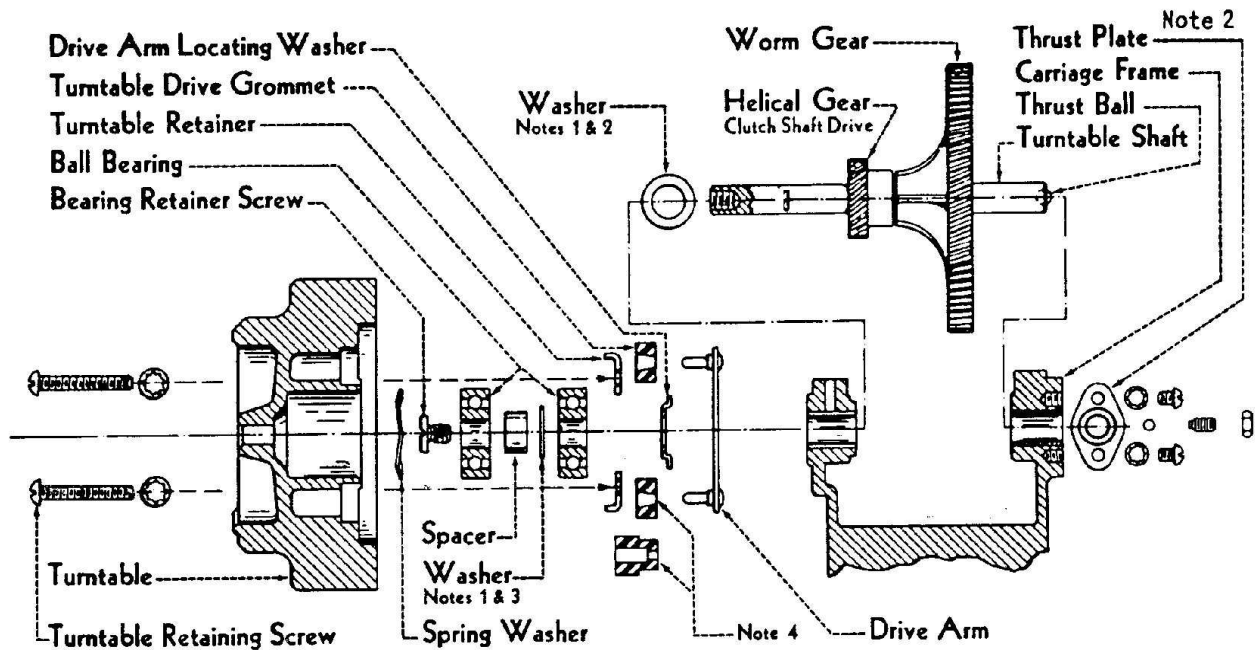 Drive Arm Locating Washer
Turntable Drive Grommet
Turntable Retainer
Ball Bearing
Bearing Retainer Screw
Washer
Notes 1 & 2
Worm Gear
Helical Gear
Clutch Shaft Drive
Note 2
Thrust Plate
Carriage Frame
Thrust Ball
Turntable Shaft
Turntable
Turntable Retaining Screw
Spacer
Washer
Notes 1 & 3
Spring Washer
Note 4
Drive Arm